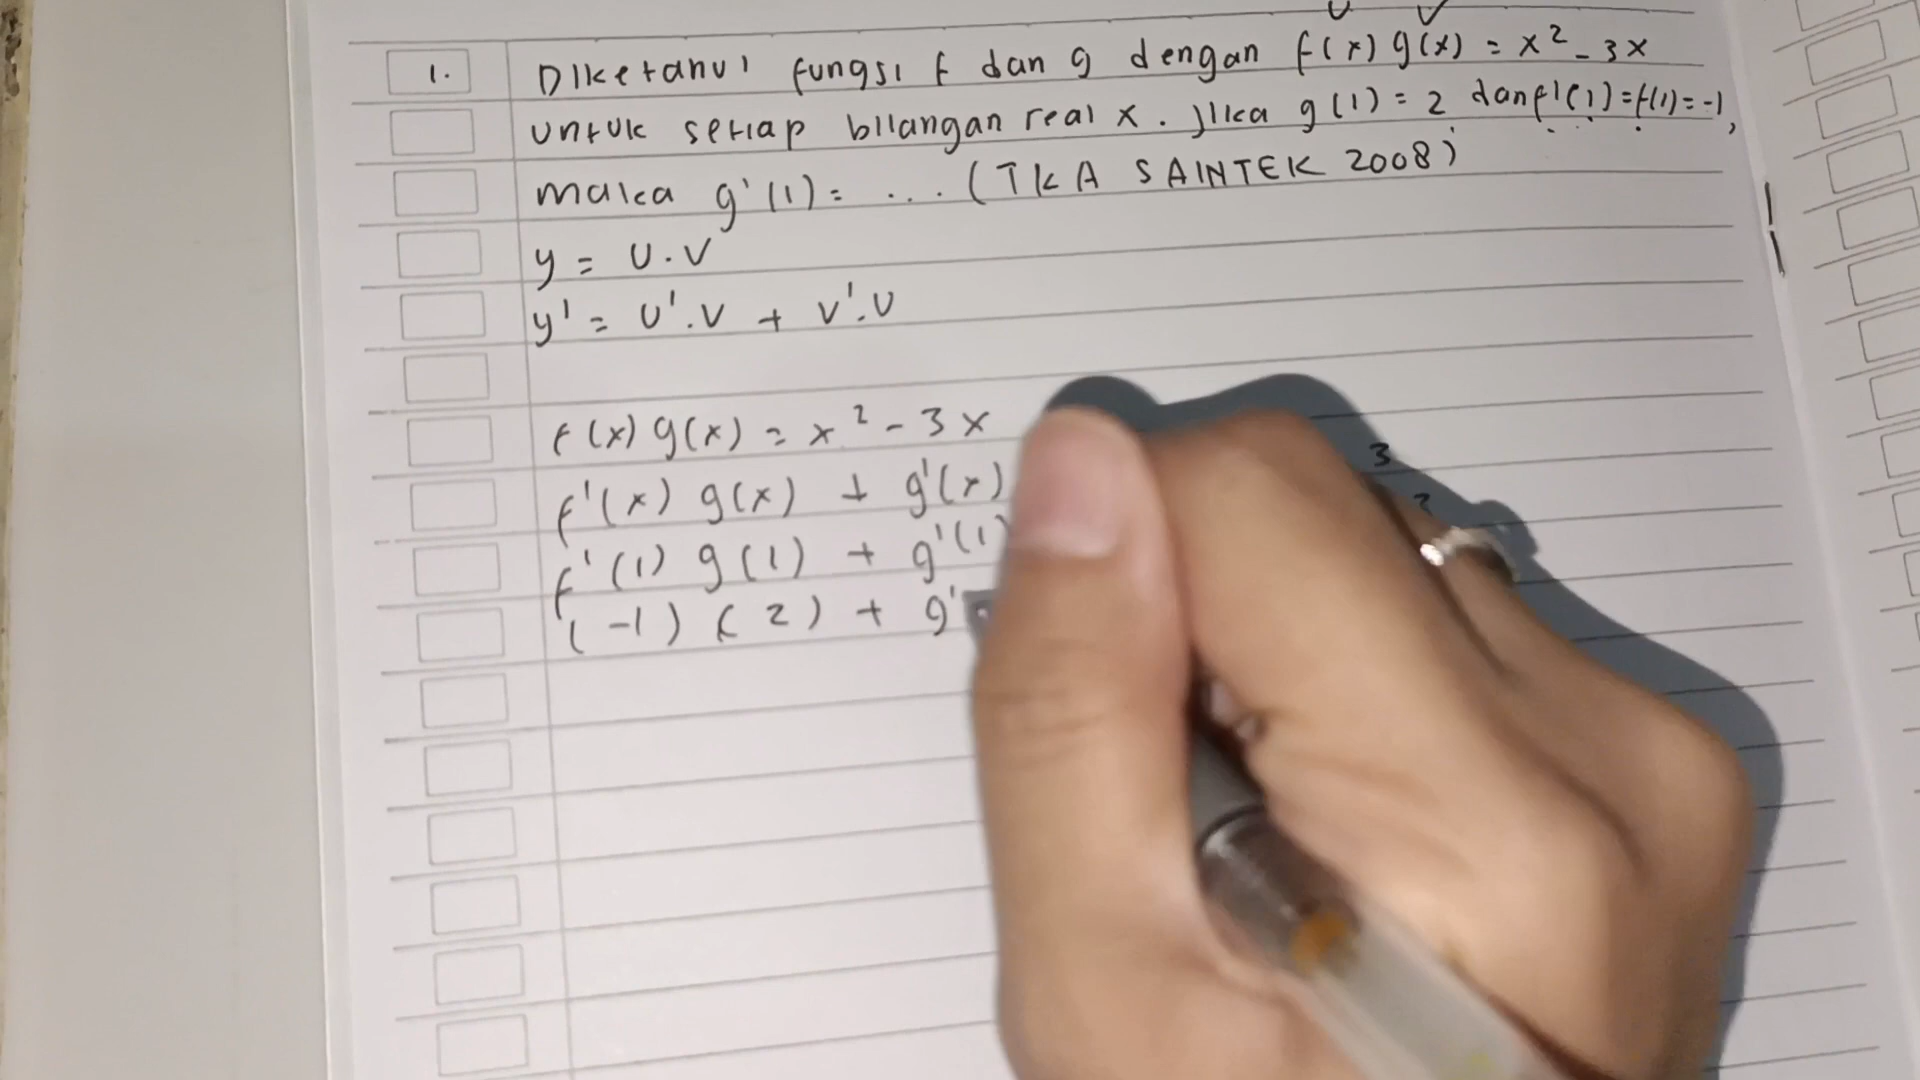 1. Diketahui fungsi f dan g dengan f(x) g(x) = x² - 3x
untuk setiap bilangan real x. Jika g(1) = 2 dan f'(1) = f(1) = -1,
maka g'(1) = ... (TKA SAINTEK 2008)
y = U.V
y' = U'.V + V'.U
f(x) g(x) = x² - 3x
f'(x) g(x) + g'(x) 3
f'(1) g(1) + g'(1)
(-1) (2) + g'